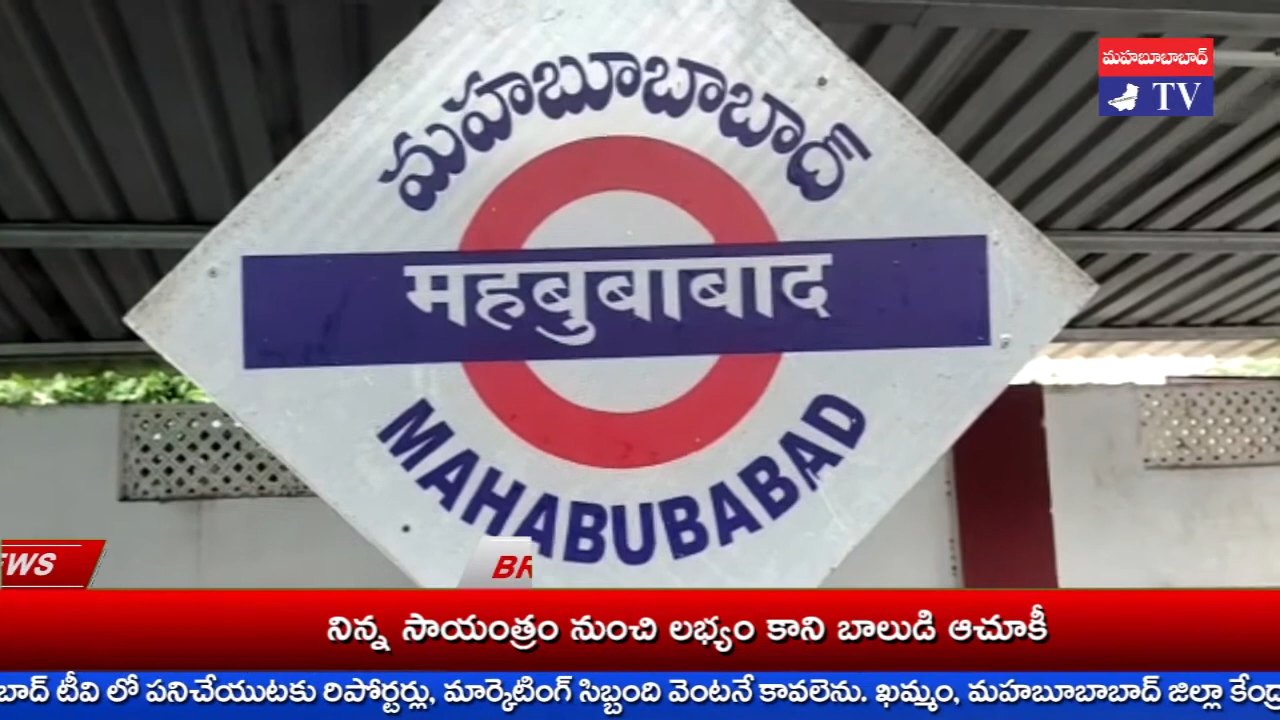 మహబూబాబాద్
TV
మహబూబాబాద్
महबुबाबाद
MAHABUBABAD
EWS
BR
నిన్న సాయంత్రం నుంచి లభ్యం కాని బాలుడి ఆచూకీ
బాద్ టీవి లో పనిచేయుటకు రిపోర్టర్లు, మార్కెటింగ్ సిబ్బంది వెంటనే కావలెను. ఖమ్మం, మహబూబాబాద్ జిల్లా కేంద్ర